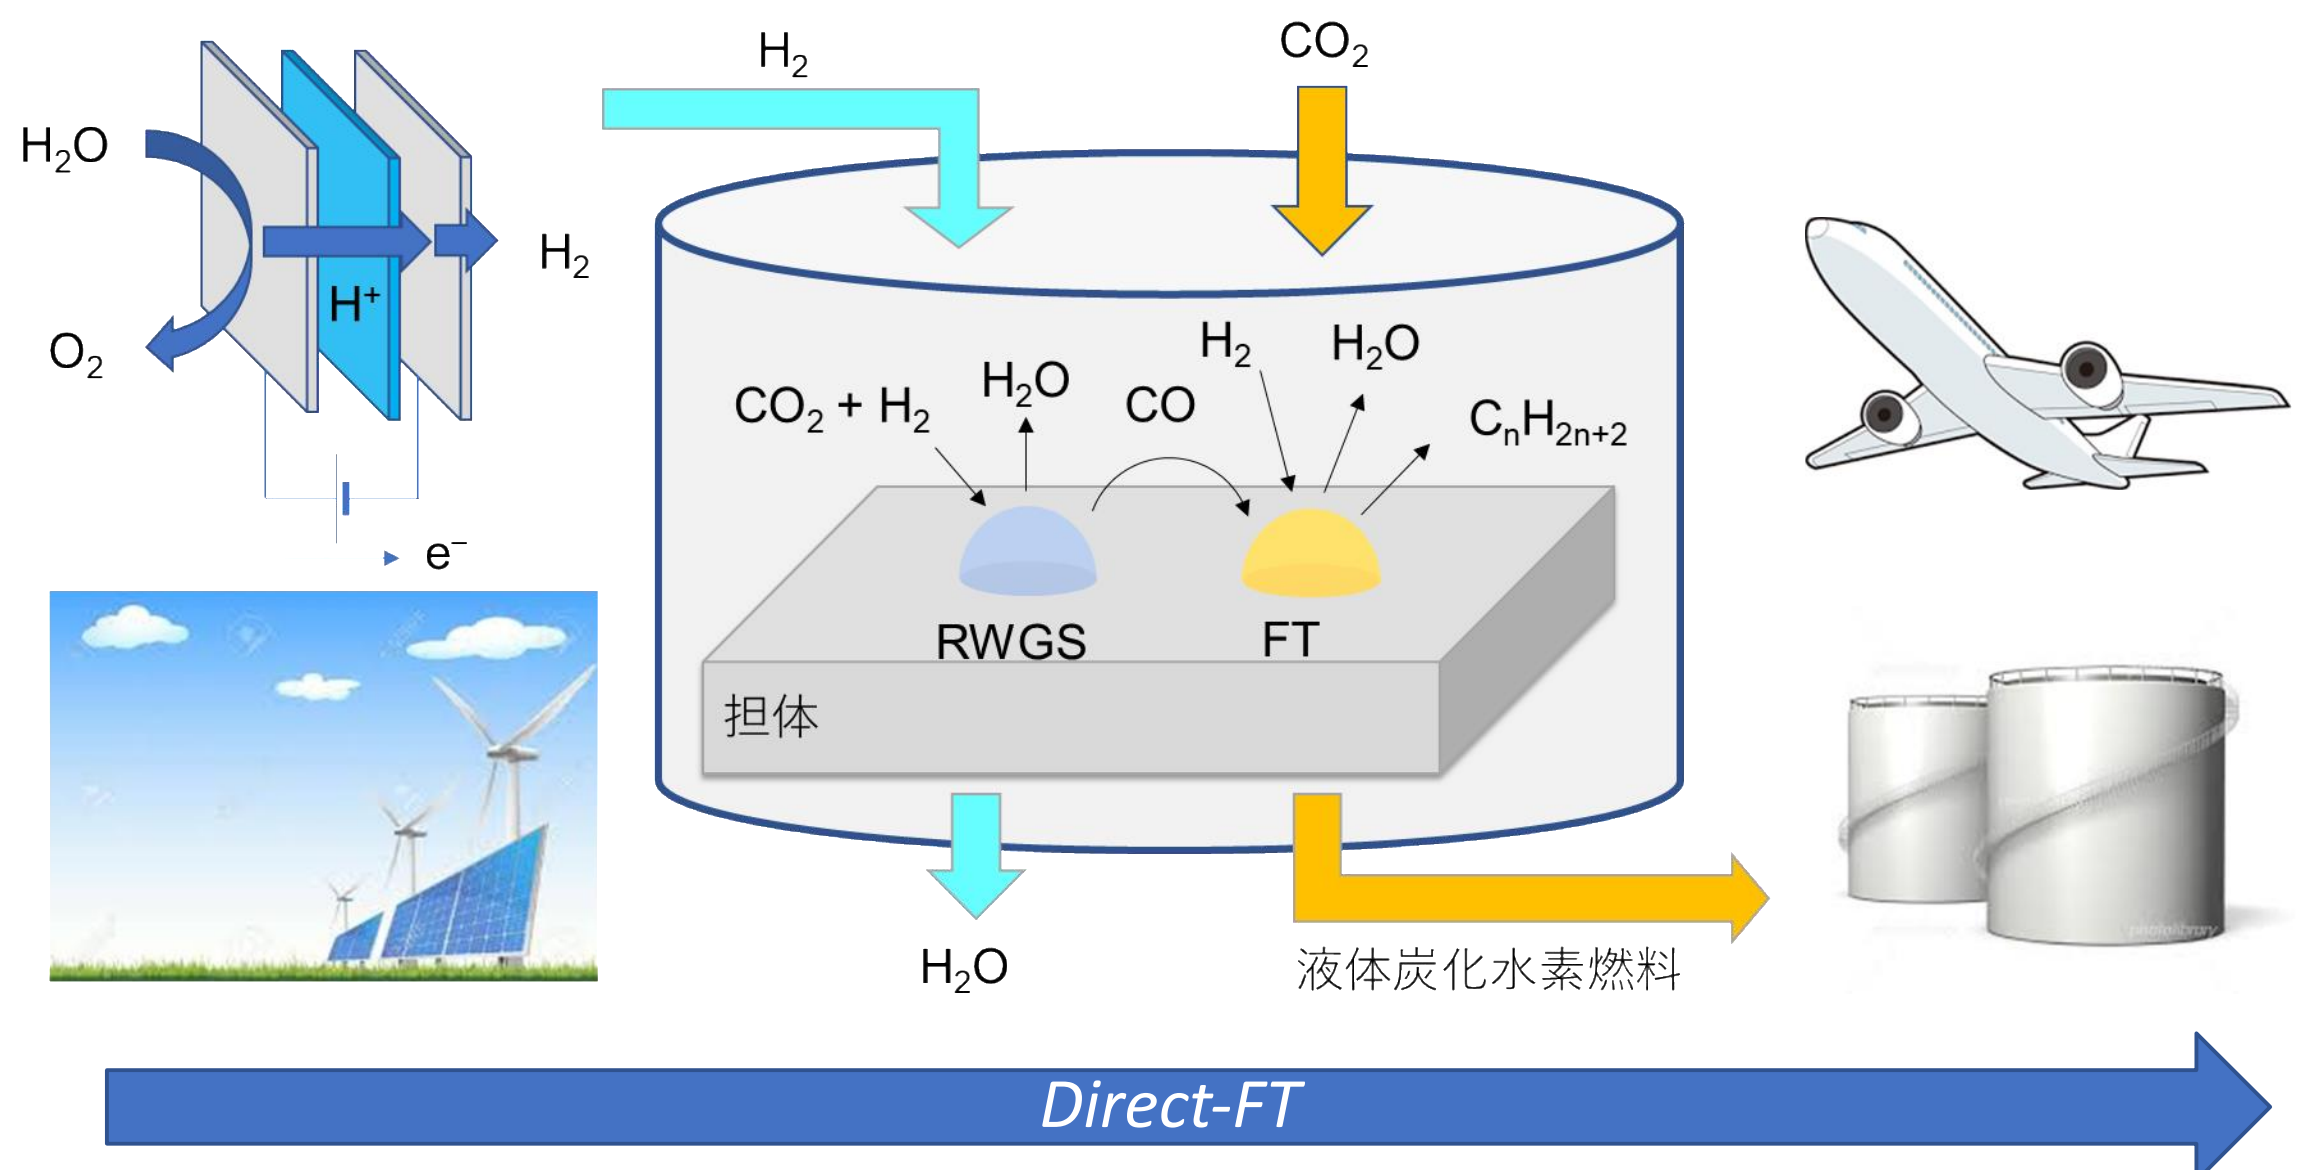 H₂O
O₂
H⁺
H₂
e⁻
H₂
CO₂
CO₂ + H₂
H₂O
CO
H₂
H₂O
CₙH₂ₙ₊₂
RWGS
FT
担体
H₂O
液体炭化水素燃料
photolibrary
Direct-FT